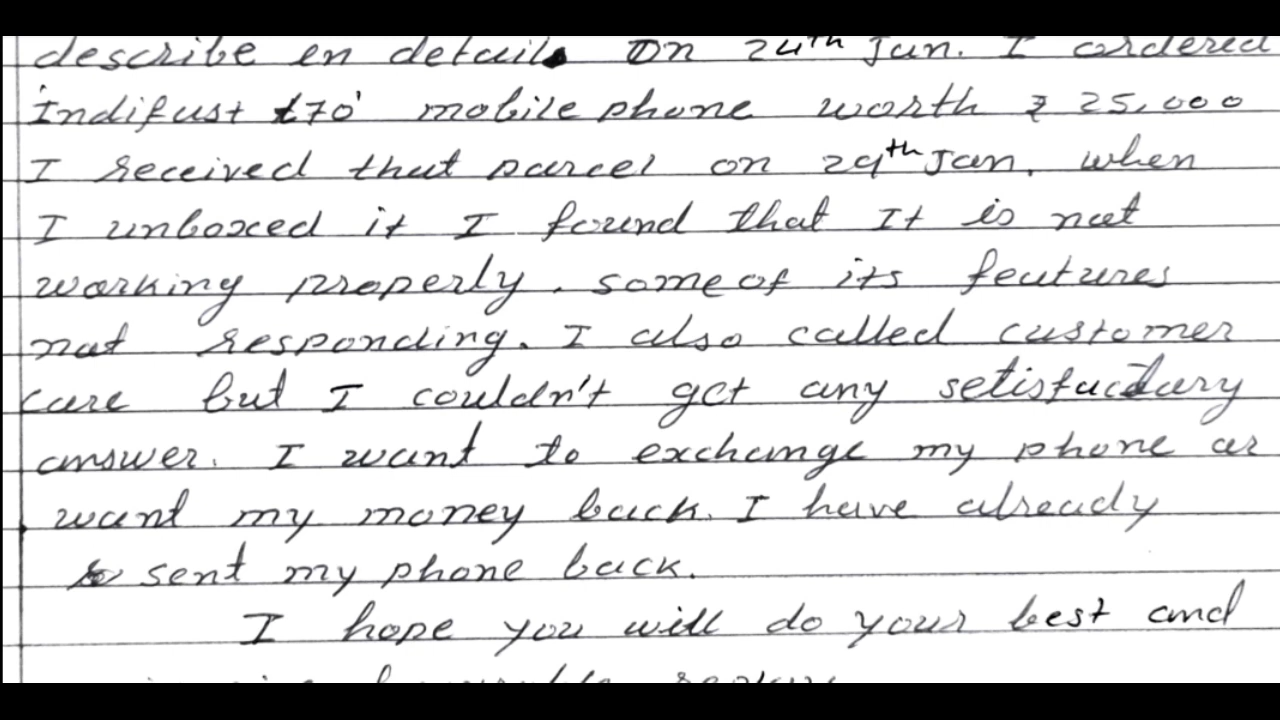 describe en details On 24th Jan. I ordered
Indifust t70 mobile phone worth ₹ 25,000
I received that parcel on 29th Jan. when
I unboxed it I found that It is not
working properly. some of its features
not responding. I also called customer
care but I couldn't get any setisfactary
answer. I want to exchange my phone or
want my money back. I have already
sent my phone back.
I hope you will do your best and